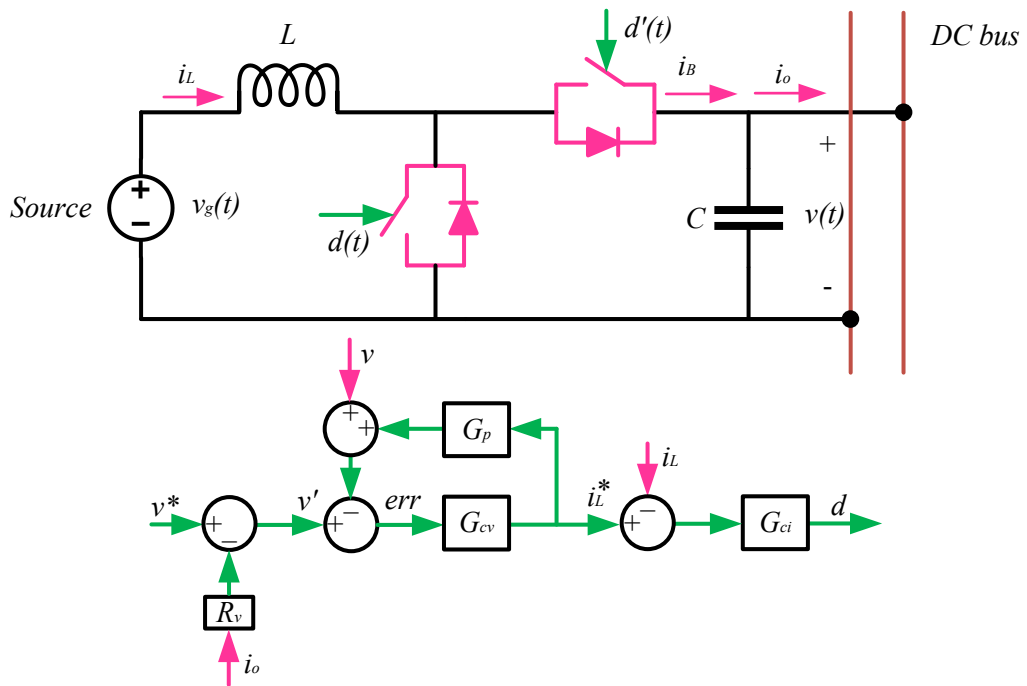 L
d'(t)
DC bus
iL
iB
io
+
Source
+
−
vg(t)
d(t)
C
v(t)
-
v
+
+
Gp
iL
v*
+
−
v'
+
−
err
Gcv
iL*
+
−
Gci
d
Rv
io